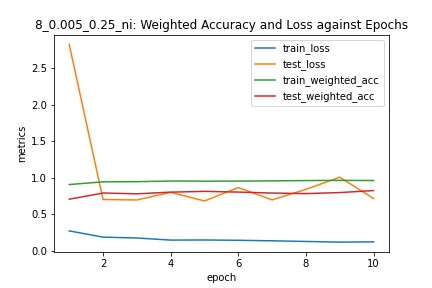 8_0.005_0.25_ni: Weighted Accuracy and Loss against Epochs
train_loss
test_loss
train_weighted_acc
test_weighted_acc
metrics
2.5
2.0
1.5
1.0
0.5
0.0
2 4 6 8 10
epoch